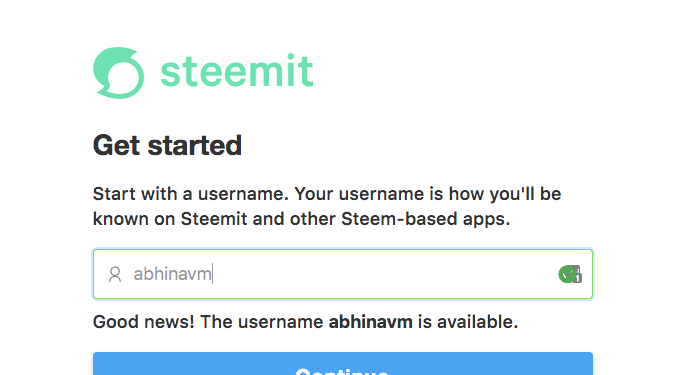 steemit
Get started
Start with a username. Your username is how you'll be
known on Steemit and other Steem-based apps.
abhinavm
Good news! The username abhinavm is available.
Continue